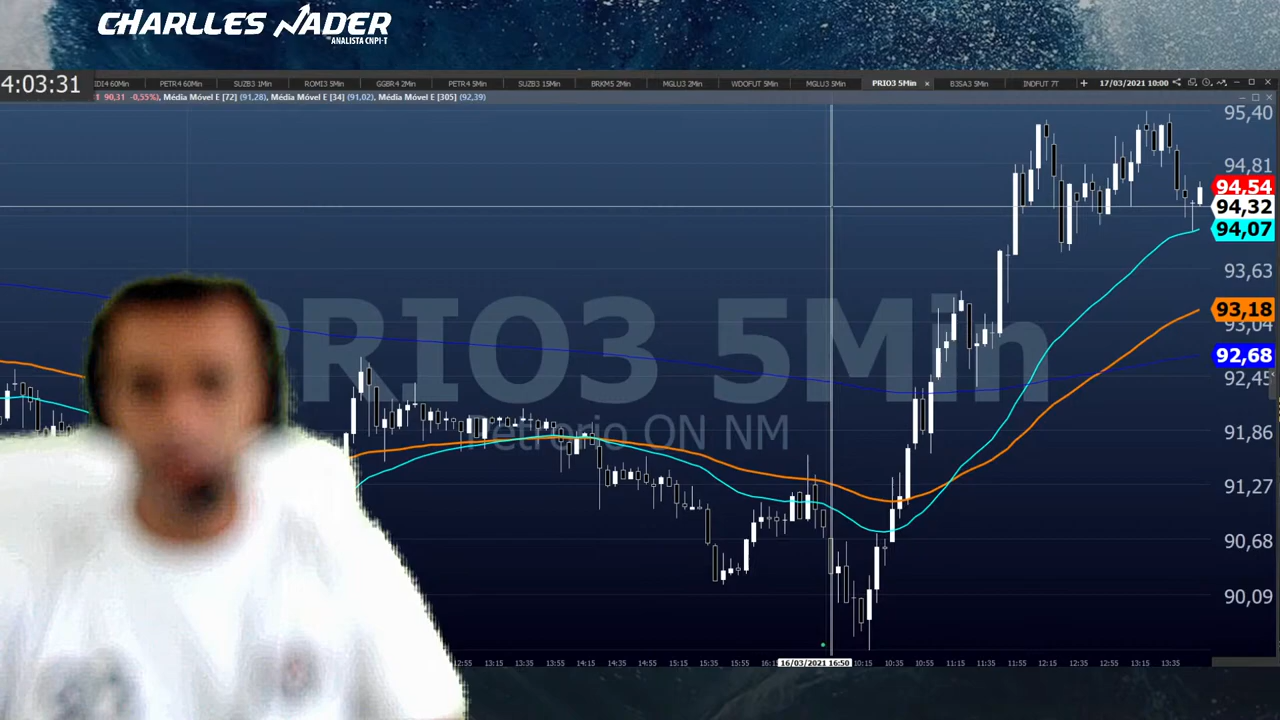 CHARLLES NADER
ANALISTA CNPI-T
4:03:31
IDI4 60Min PETR4 60Min SUZB3 1Min ROMI3 5Min GGBR4 2Min PETR4 5Min SUZB3 15Min BRKM5 2Min MGLU3 2Min WDOFUT 5Min MGLU3 5Min PRIO3 5Min × B3SA3 5Min INDFUT 7T + 17/03/2021 10:00
1 90,31 -0,55%), Média Móvel E [72] (91,28), Média Móvel E [34] (91,02), Média Móvel E [305] (92,39)
95,40
94,81
94,54
94,32
94,07
93,63
93,18
93,04
92,68
92,45
PRIO3 5Min
Petrorio ON NM
91,86
91,27
90,68
90,09
12:55 13:15 13:35 13:55 14:15 14:35 14:55 15:15 15:35 15:55 16:1 16/03/2021 16:50 10:15 10:35 10:55 11:15 11:35 11:55 12:15 12:35 12:55 13:15 13:35